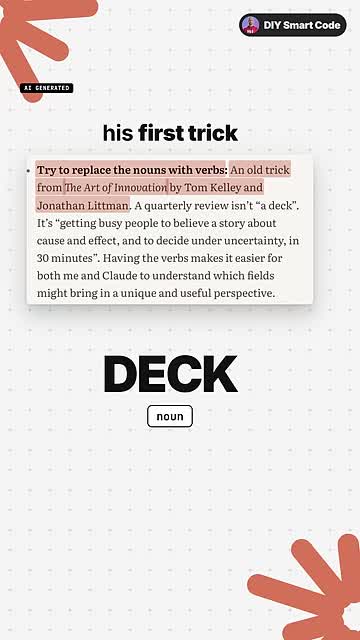 DIY Smart Code
AI GENERATED
his first trick
• Try to replace the nouns with verbs: An old trick
from The Art of Innovation by Tom Kelley and
Jonathan Littman. A quarterly review isn’t “a deck”.
It’s “getting busy people to believe a story about
cause and effect, and to decide under uncertainty, in
30 minutes”. Having the verbs makes it easier for
both me and Claude to understand which fields
might bring in a unique and useful perspective.
DECK
noun